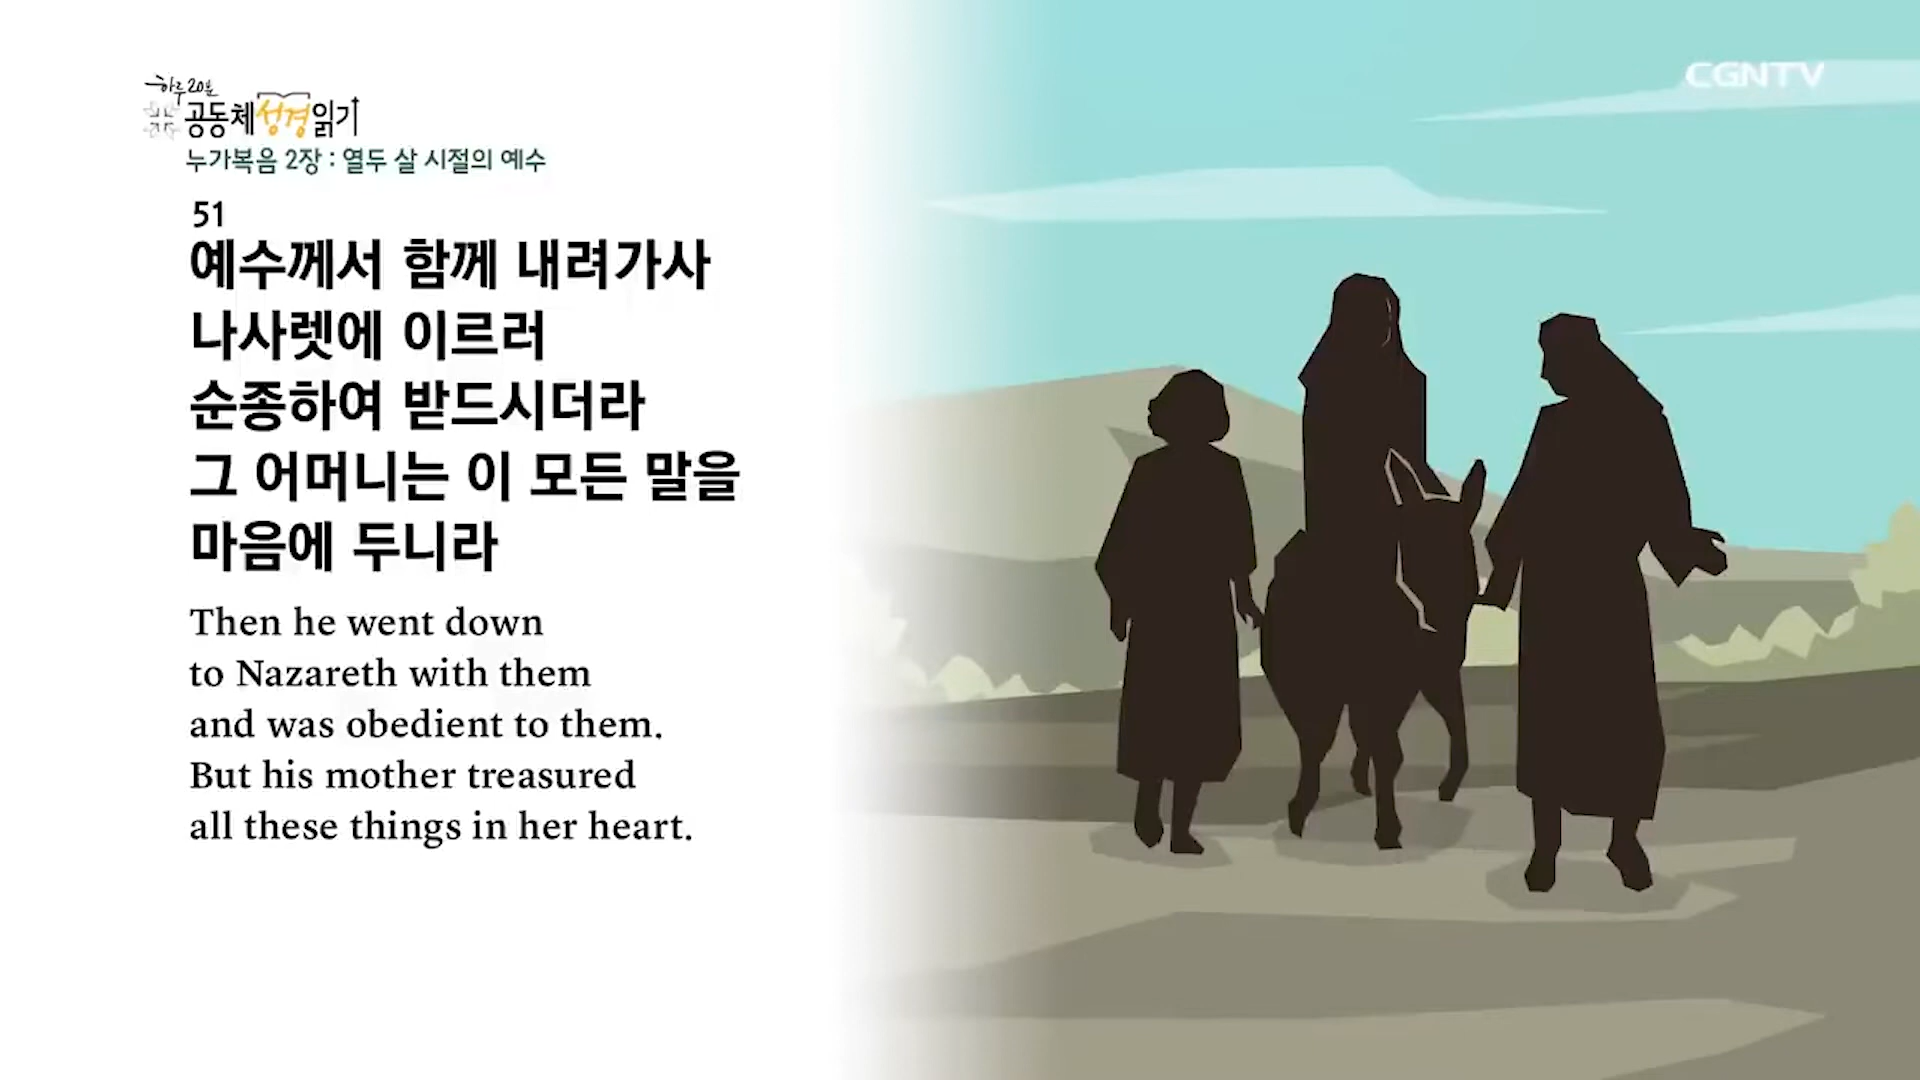 하루 20분
공동체성경읽기
CGNTV
누가복음 2장 : 열두 살 시절의 예수
51
예수께서 함께 내려가사
나사렛에 이르러
순종하여 받드시더라
그 어머니는 이 모든 말을
마음에 두니라
Then he went down
to Nazareth with them
and was obedient to them.
But his mother treasured
all these things in her heart.